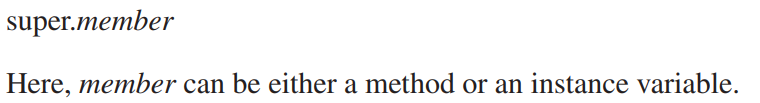 super.member
Here, member can be either a method or an instance variable.